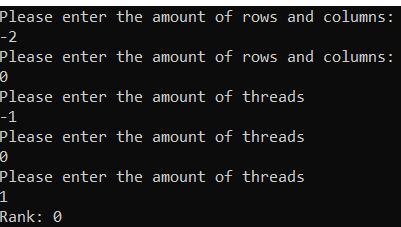 Please enter the amount of rows and columns:
-2
Please enter the amount of rows and columns:
0
Please enter the amount of threads
-1
Please enter the amount of threads
0
Please enter the amount of threads
1
Rank: 0